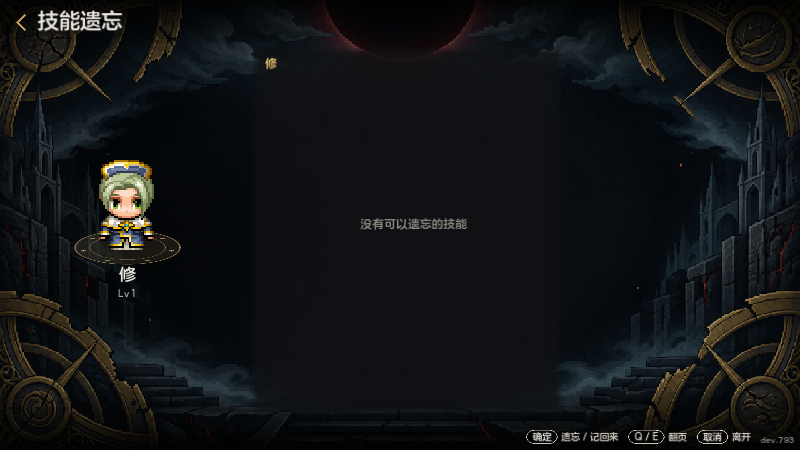 技能遗忘
修
没有可以遗忘的技能
修
Lv1
确定 遗忘 / 记回来 Q / E 翻页 取消 离开 dev.793